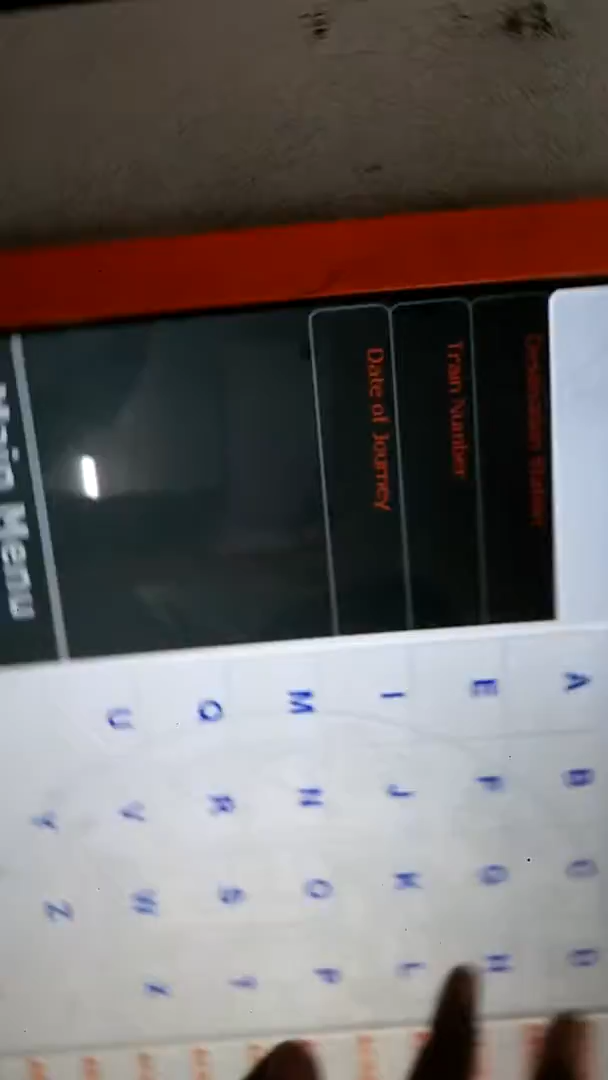 Destination Station
Train Number
Date of Journey
Main Menu
A B C D
E F G H
I J K L
M N O P
Q R S T
U V W X
Y Z